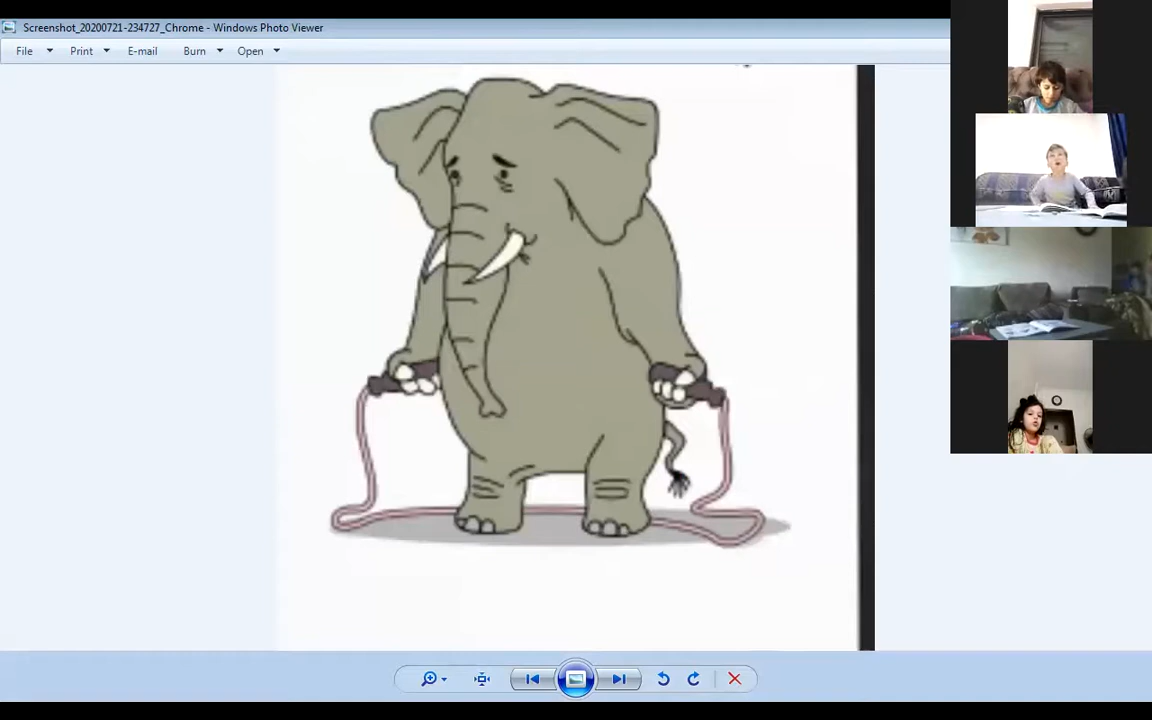 Screenshot_20200721-234727_Chrome - Windows Photo Viewer
File Print E-mail Burn Open